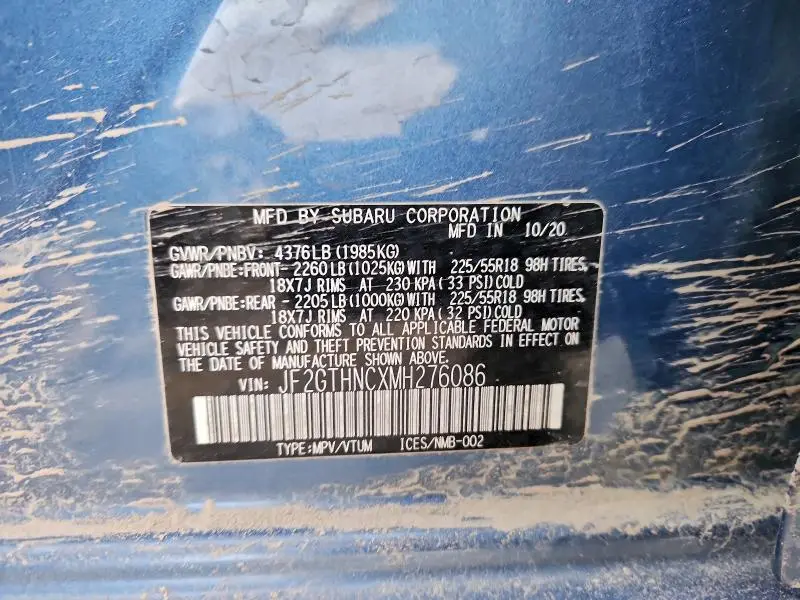 MFD BY SUBARU CORPORATION
MFD IN 10/20
GVWR/PNBV: 4376LB(1985KG)
GAWR/PNBE:FRONT- 2260LB(1025KG)WITH 225/55R18 98H TIRES,
18X7J RIMS AT 230 KPA(33 PSI)COLD
GAWR/PNBE:REAR - 2205LB(1000KG)WITH 225/55R18 98H TIRES,
18X7J RIMS AT 220 KPA(32 PSI)COLD
THIS VEHICLE CONFORMS TO ALL APPLICABLE FEDERAL MOTOR
VEHICLE SAFETY AND THEFT PREVENTION STANDARDS IN EFFECT ON
THE DATE OF MANUFACTURE SHOWN ABOVE.
VIN: JF2GTHNCXMH276086
TYPE:MPV/VTUM ICES/NMB-002